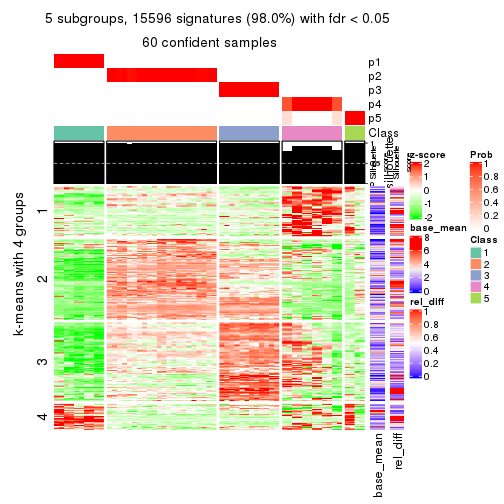 5 subgroups, 15596 signatures (98.0%) with fdr < 0.05
60 confident samples
p1
p2
p3
p4
p5
Class
Silhouette
silhouette
z-score
2
1
0
-1
-2
base_mean
8
6
4
2
0
rel_diff
1
0.8
0.6
0.4
0.2
0
Prob
1
0.8
0.6
0.4
0.2
0
Class
1
2
3
4
5
k-means with 4 groups
1
2
3
4
base_mean
rel_diff